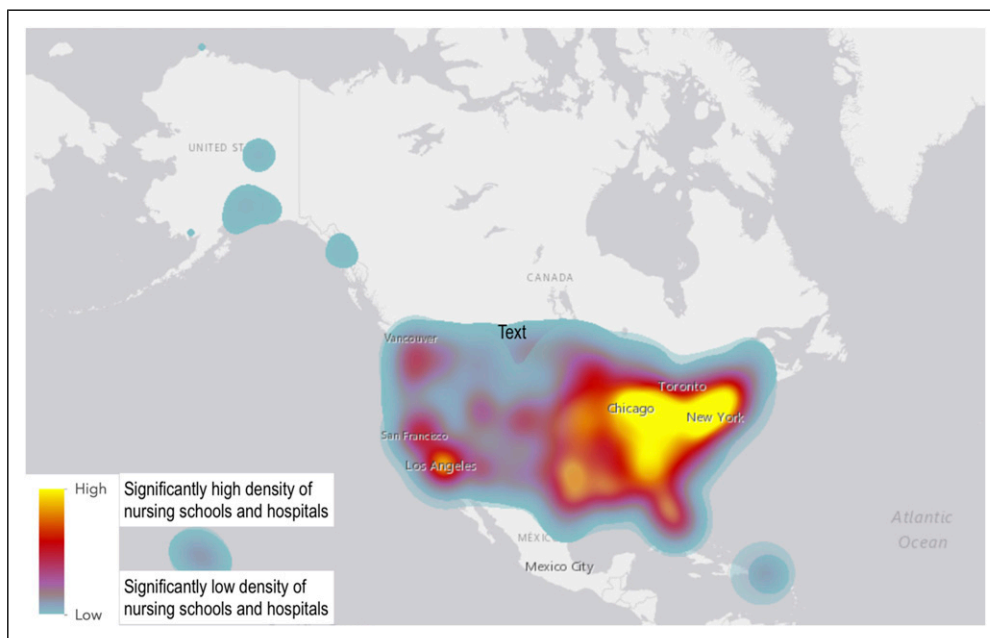 UNITED ST
CANADA
Text
Vancouver
Toronto
Chicago
New York
San Francisco
Los Angeles
High
Significantly high density of
nursing schools and hospitals
Atlantic
Ocean
MÉXIC
Mexico City
Significantly low density of
nursing schools and hospitals
Low